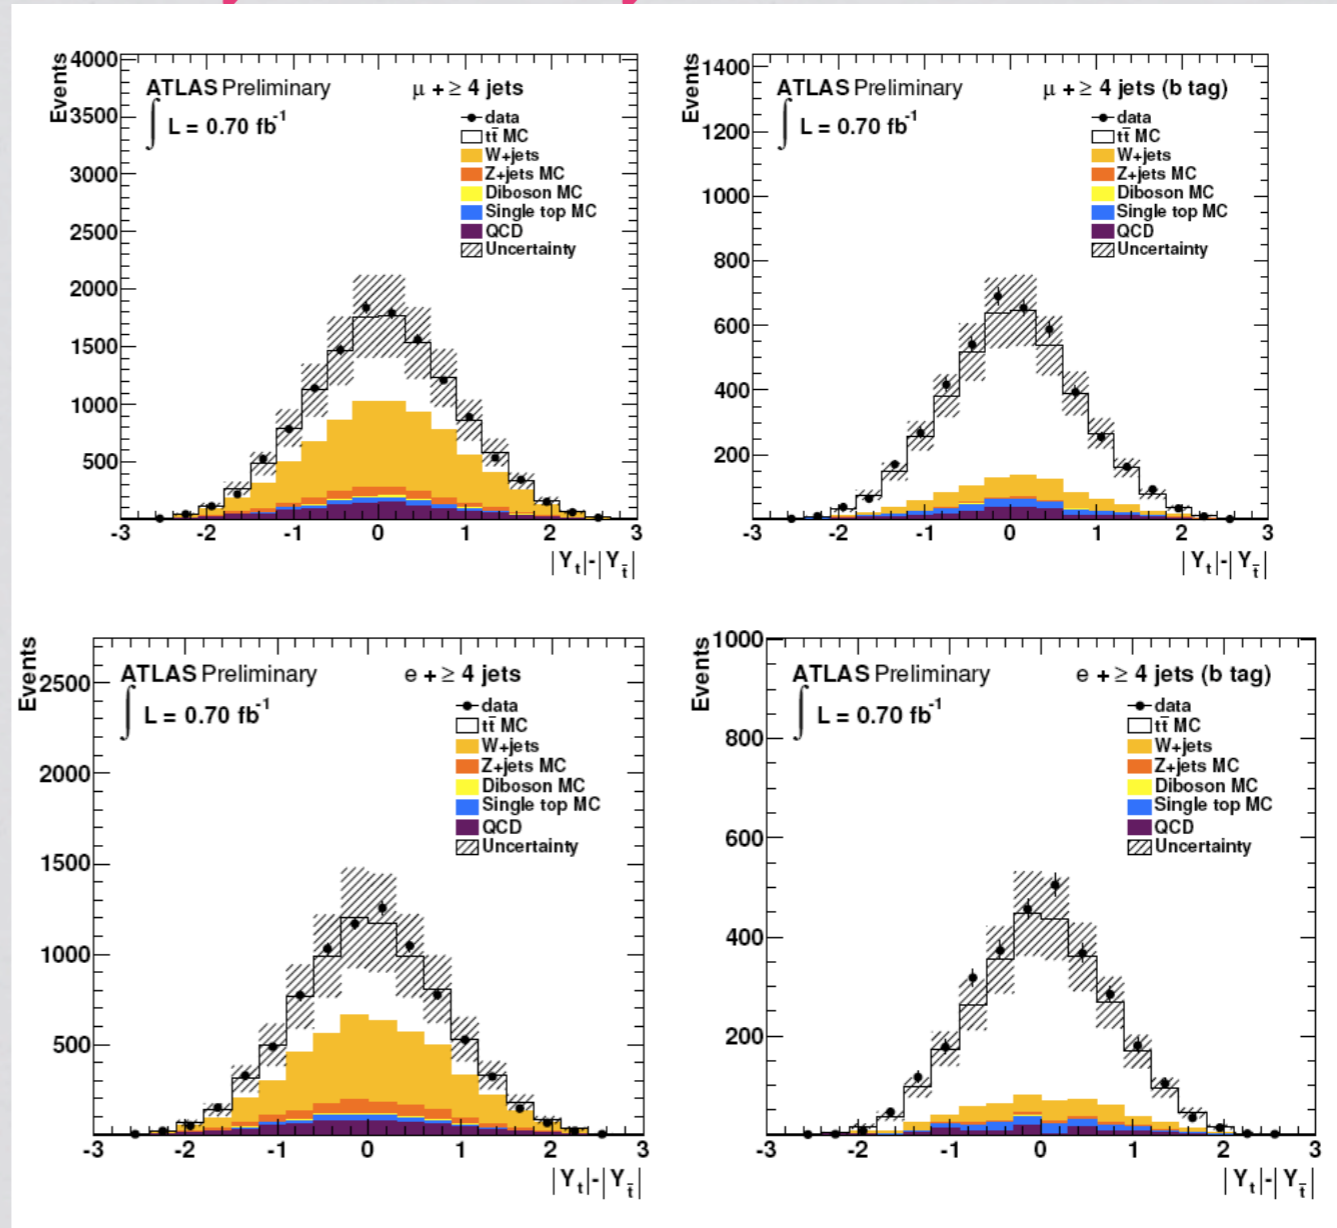 Events
4000
3500
3000
2500
2000
1500
1000
500
ATLAS Preliminary
μ + ≥ 4 jets
∫ L = 0.70 fb⁻¹
data
tt̄ MC
W+jets
Z+jets MC
Diboson MC
Single top MC
QCD
Uncertainty
-3 -2 -1 0 1 2 3
|Y_t|-|Y_t̄|
Events
1400
1200
1000
800
600
400
200
ATLAS Preliminary
μ + ≥ 4 jets (b tag)
∫ L = 0.70 fb⁻¹
data
tt̄ MC
W+jets
Z+jets MC
Diboson MC
Single top MC
QCD
Uncertainty
-3 -2 -1 0 1 2 3
|Y_t|-|Y_t̄|
Events
2500
2000
1500
1000
500
ATLAS Preliminary
e + ≥ 4 jets
∫ L = 0.70 fb⁻¹
data
tt̄ MC
W+jets
Z+jets MC
Diboson MC
Single top MC
QCD
Uncertainty
-3 -2 -1 0 1 2 3
|Y_t|-|Y_t̄|
Events
1000
800
600
400
200
ATLAS Preliminary
e + ≥ 4 jets (b tag)
∫ L = 0.70 fb⁻¹
data
tt̄ MC
W+jets
Z+jets MC
Diboson MC
Single top MC
QCD
Uncertainty
-3 -2 -1 0 1 2 3
|Y_t|-|Y_t̄|